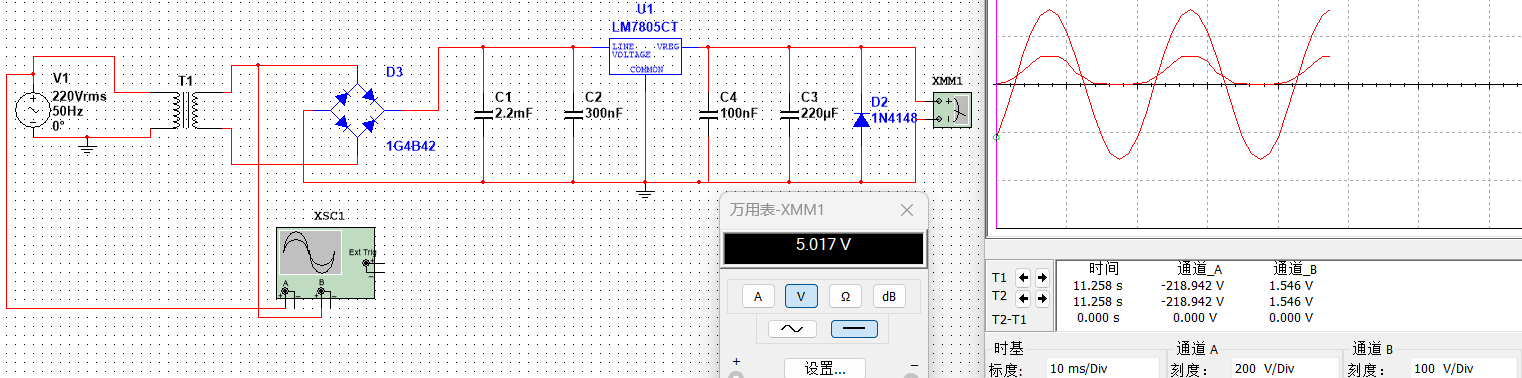 V1
220Vrms
50Hz
0°
T1
D3
1G4B42
C1
2.2mF
C2
300nF
U1
LM7805CT
LINE VREG
VOLTAGE
COMMON
C4
100nF
C3
220µF
D2
1N4148
XMM1
XSC1
Ext Trig
A B
万用表-XMM1
5.017 V
A V Ω dB
+ −
设置...
时间 通道_A 通道_B
T1 11.258 s -218.942 V 1.546 V
T2 11.258 s -218.942 V 1.546 V
T2-T1 0.000 s 0.000 V 0.000 V
时基 通道 A 通道 B
标度: 10 ms/Div 刻度: 200 V/Div 刻度: 100 V/Div